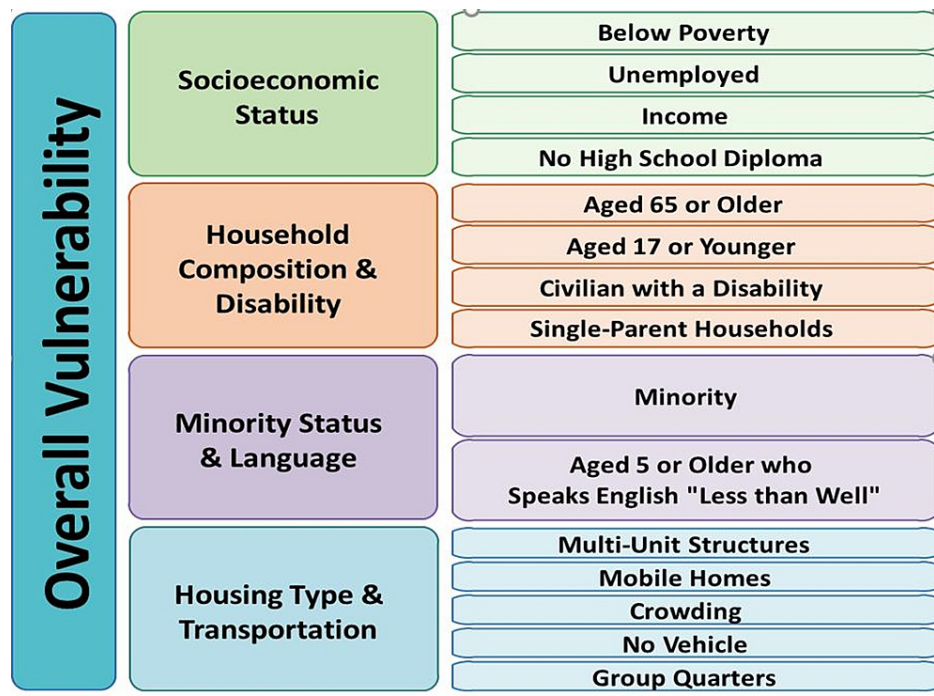 Overall Vulnerability
Socioeconomic
Status
Below Poverty
Unemployed
Income
No High School Diploma
Household
Composition &
Disability
Aged 65 or Older
Aged 17 or Younger
Civilian with a Disability
Single-Parent Households
Minority Status
& Language
Minority
Aged 5 or Older who
Speaks English "Less than Well"
Housing Type &
Transportation
Multi-Unit Structures
Mobile Homes
Crowding
No Vehicle
Group Quarters